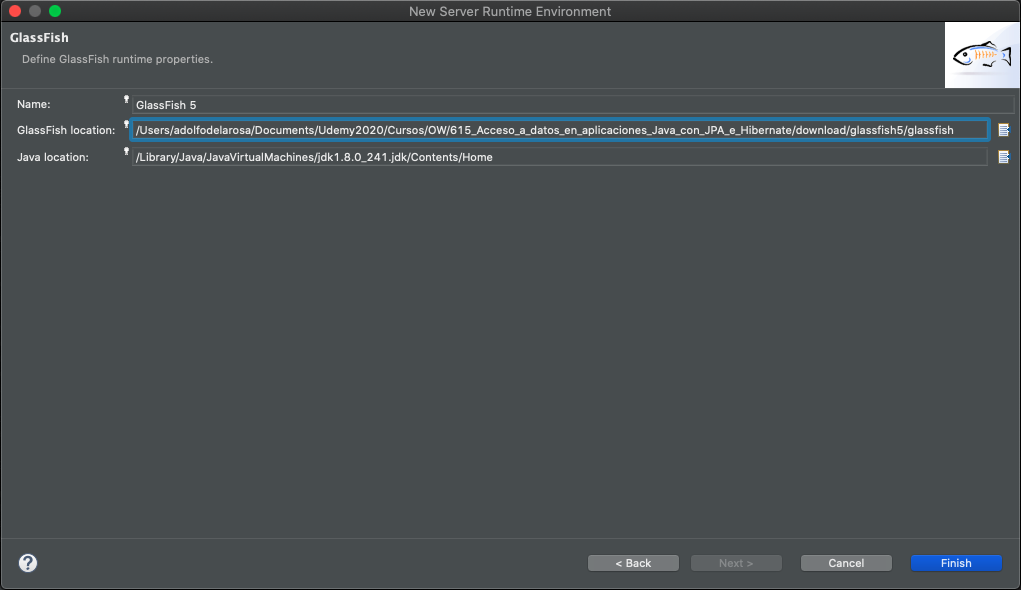 New Server Runtime Environment
GlassFish
Define GlassFish runtime properties.
Name: GlassFish 5
GlassFish location: /Users/adolfodelarosa/Documents/Udemy2020/Cursos/OW/615_Acceso_a_datos_en_aplicaciones_Java_con_JPA_e_Hibernate/download/glassfish5/glassfish
Java location: /Library/Java/JavaVirtualMachines/jdk1.8.0_241.jdk/Contents/Home
? < Back Next > Cancel Finish